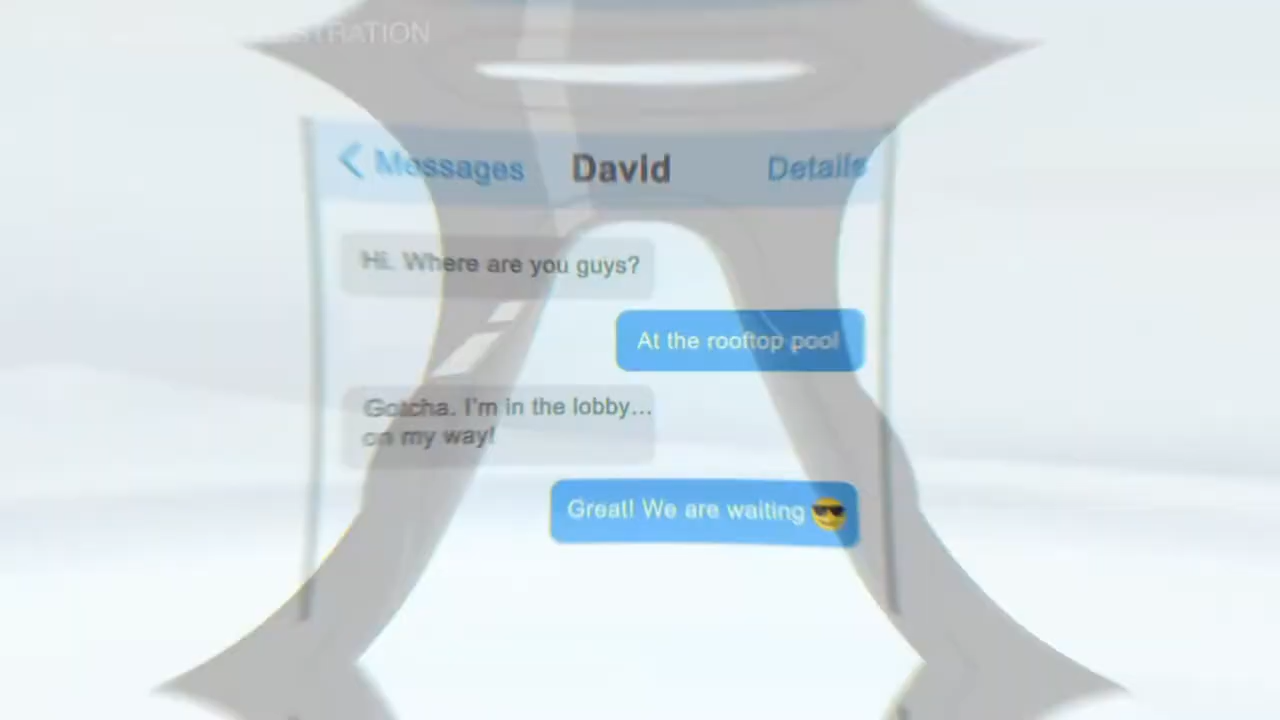 STRATION
Messages David Details
Hi. Where are you guys?
At the rooftop pool
Gotcha. I'm in the lobby...
on my way!
Great! We are waiting 😎